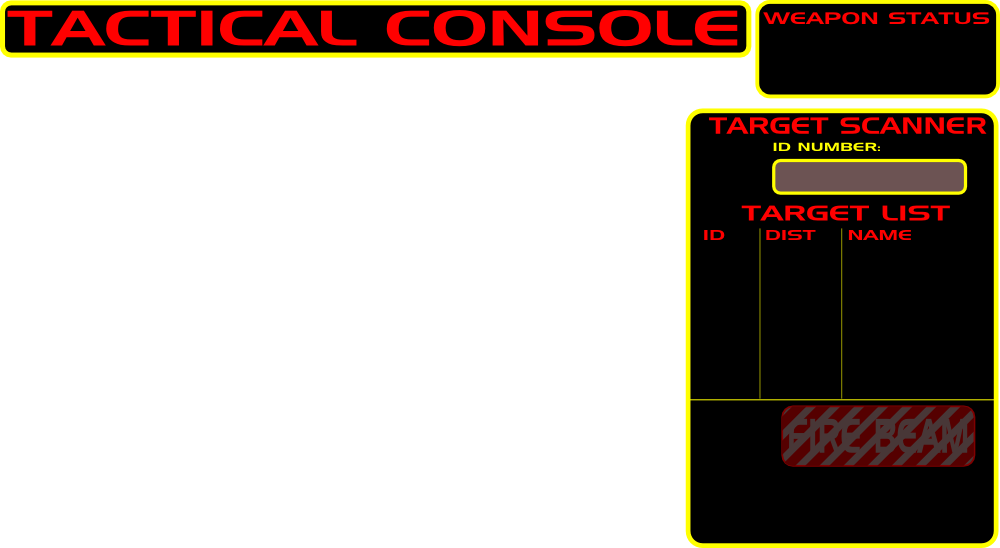 TACTICAL CONSOLE
WEAPON STATUS
TARGET SCANNER
ID NUMBER:
TARGET LIST
ID DIST NAME
FIRE BEAM